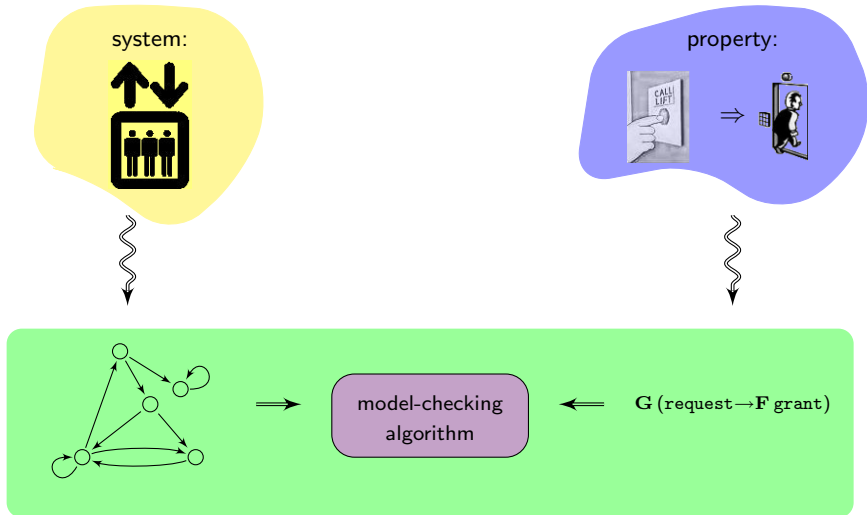 system:
property:
CALL
LIFT
⇒
model-checking
algorithm
G (request→F grant)